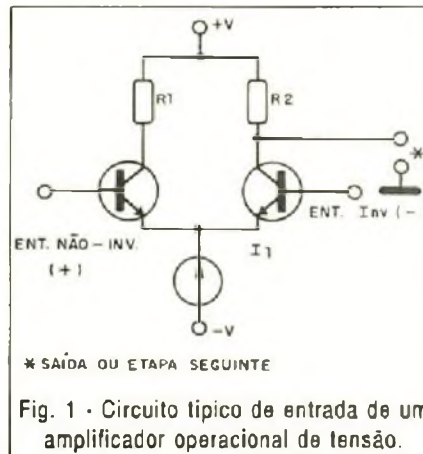 +V
R1
R2
*
ENT. NÃO-INV.
(+)
ENT. Inv (-)
I1
-V
* SAÍDA OU ETAPA SEGUINTE
Fig. 1 - Circuito típico de entrada de um
amplificador operacional de tensão.